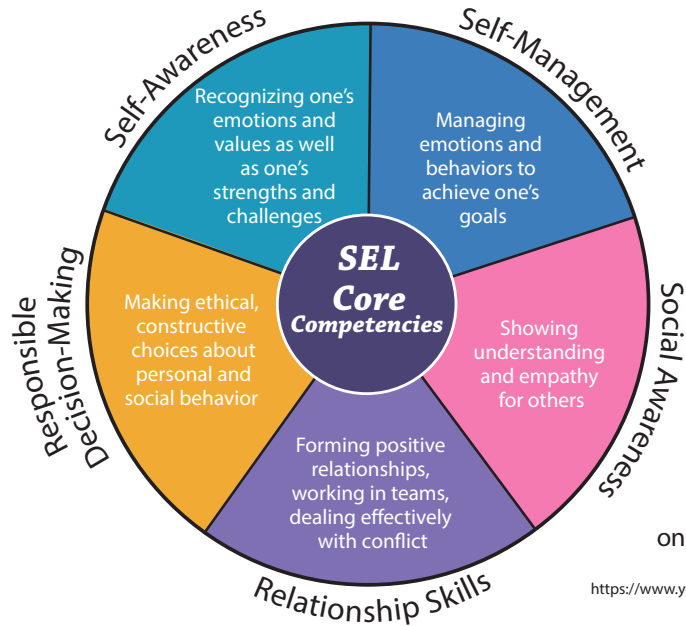 Self-Awareness
Recognizing one's
emotions and
values as well
as one's
strengths and
challenges
Self-Management
Managing
emotions and
behaviors to
achieve one's
goals
SEL
Core
Competencies
Responsible
Decision-Making
Making ethical,
constructive
choices about
personal and
social behavior
Social Awareness
Showing
understanding
and empathy
for others
Forming positive
relationships,
working in teams,
dealing effectively
with conflict
Relationship Skills
on
https://www.y